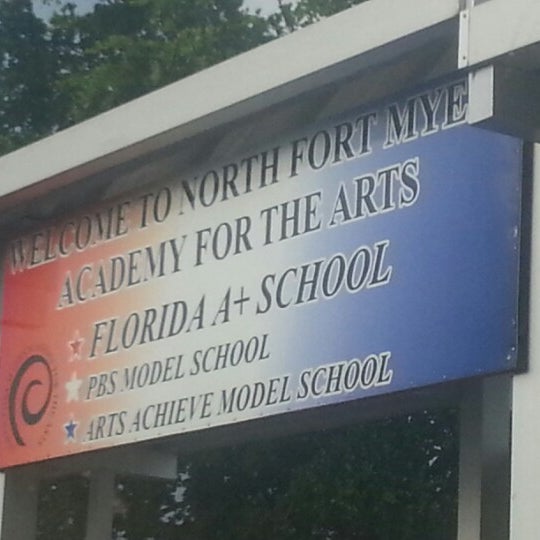 WELCOME TO NORTH FORT MYE
ACADEMY FOR THE ARTS
FLORIDA A+ SCHOOL
PBS MODEL SCHOOL
ARTS ACHIEVE MODEL SCHOOL